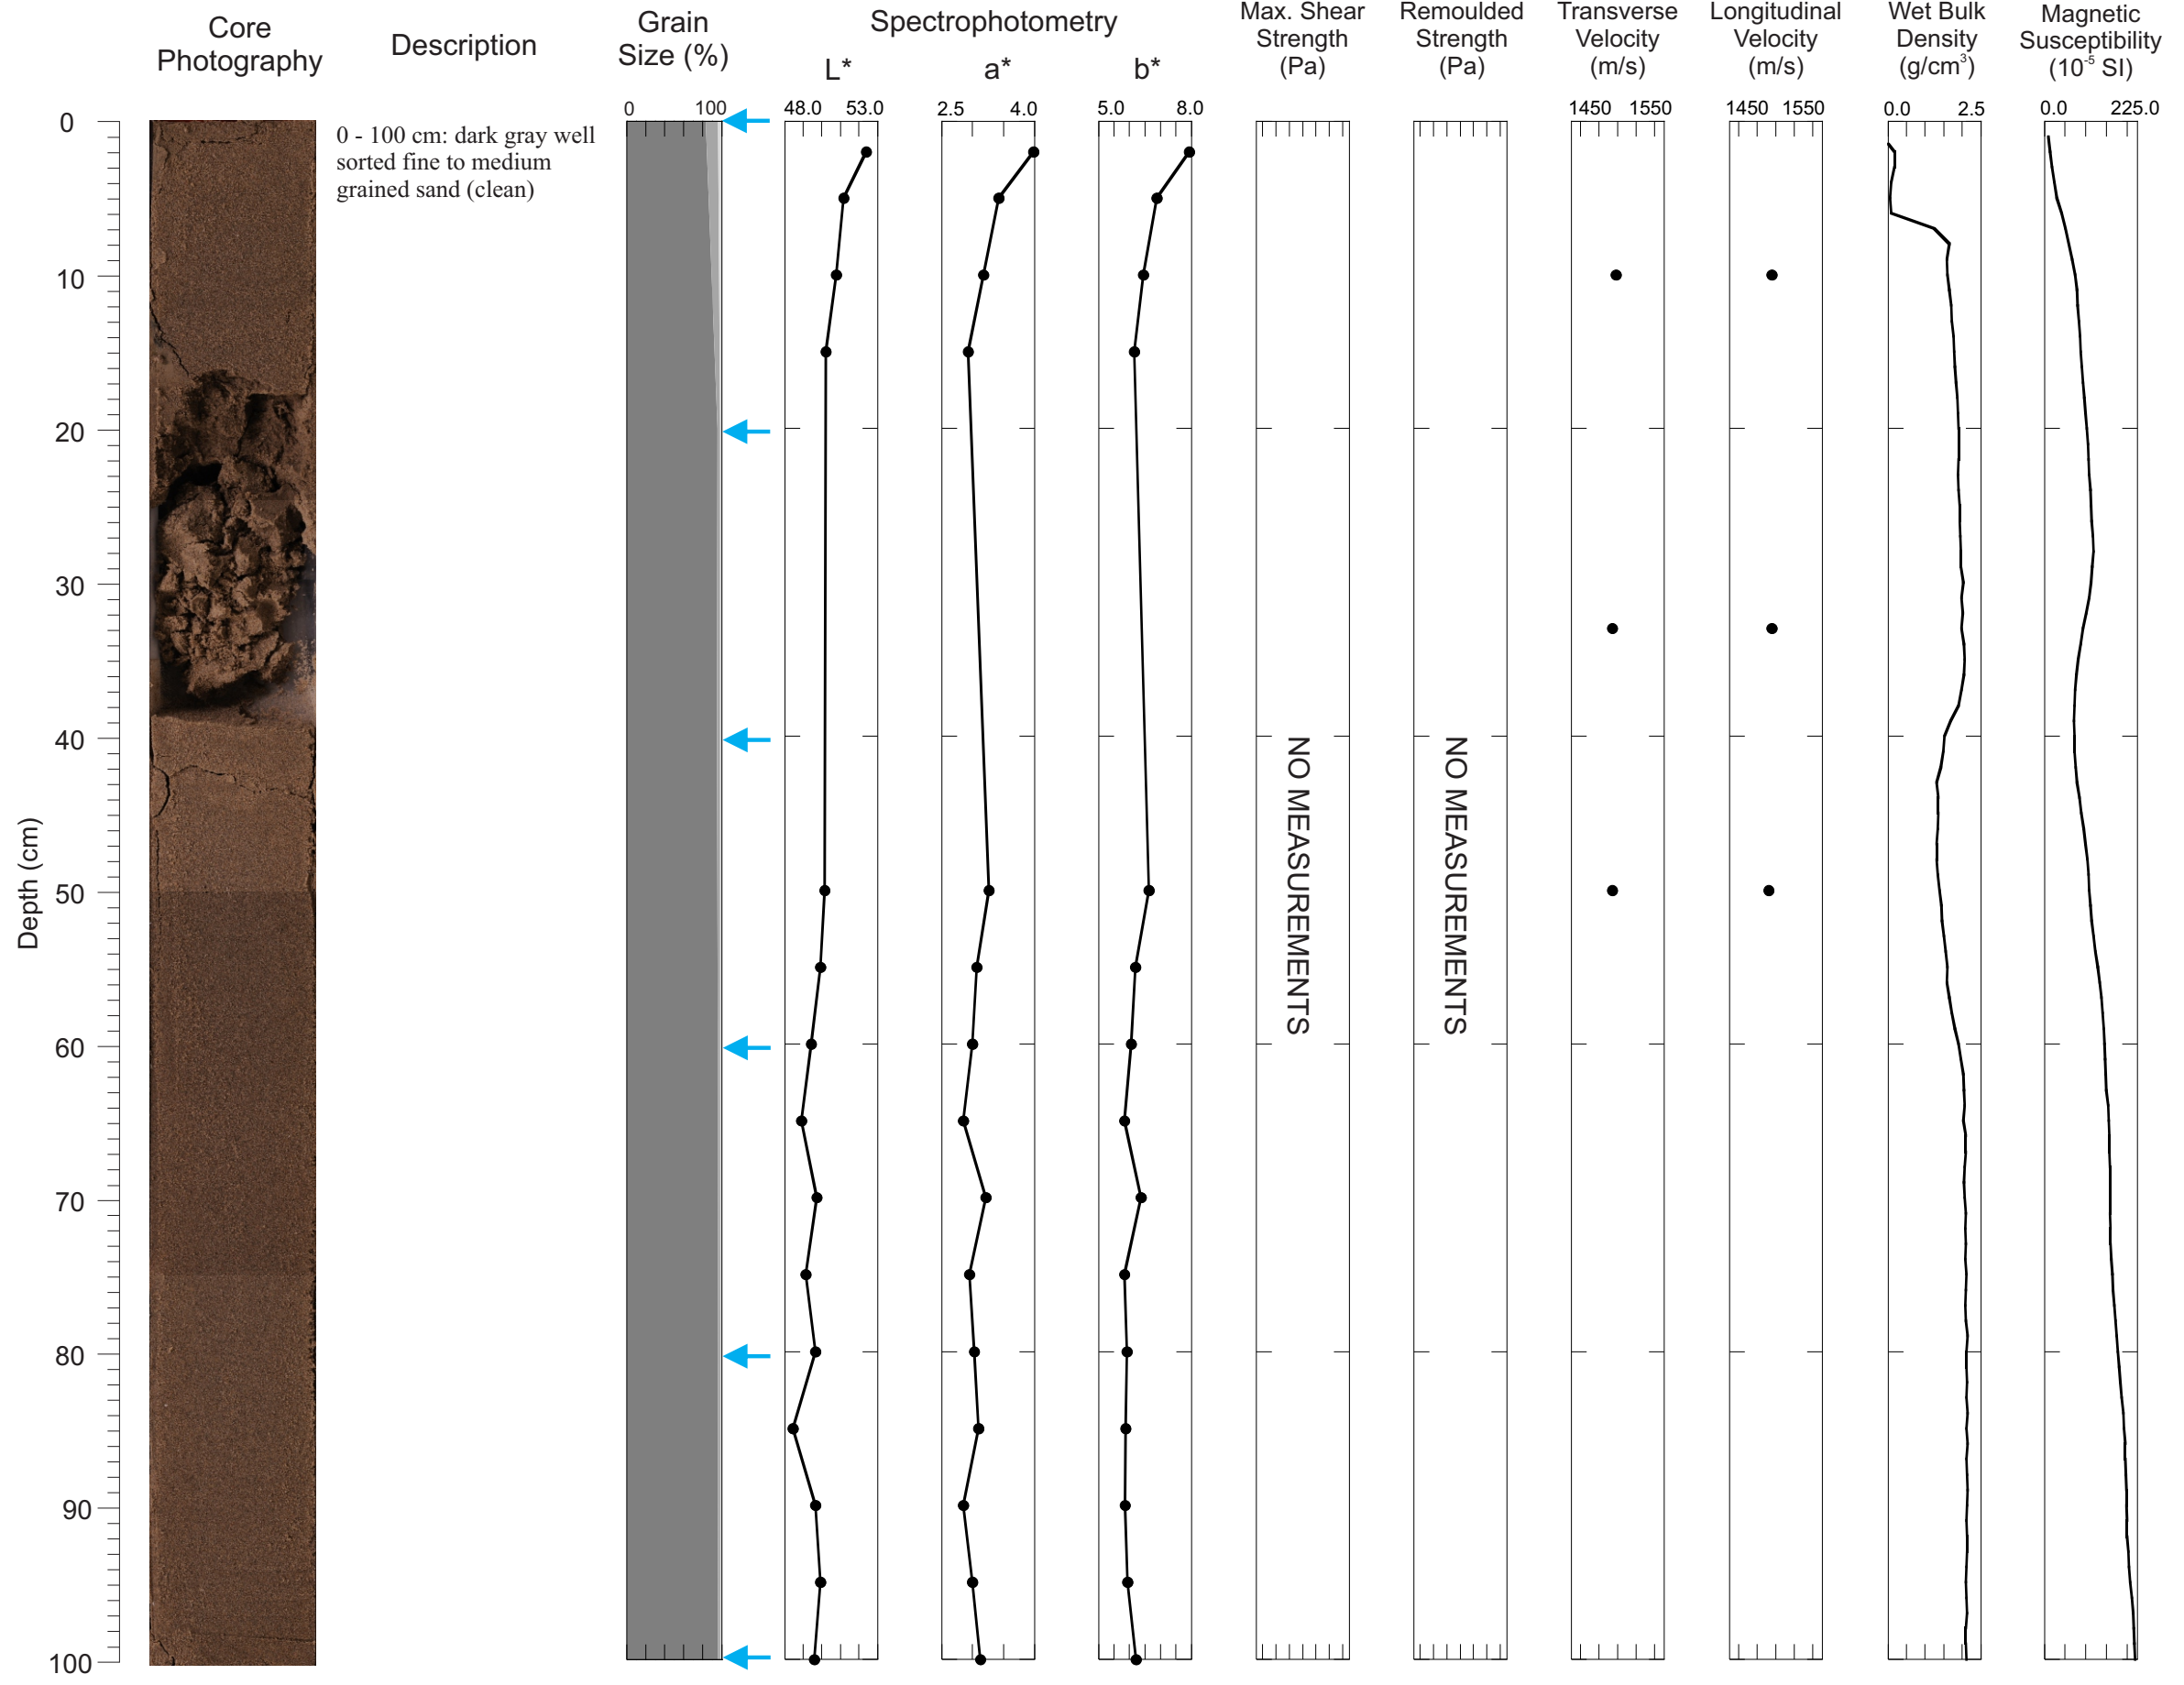 Core
Photography
Description
Grain
Size (%)
Spectrophotometry
L*
a*
b*
Max. Shear
Strength
(Pa)
Remoulded
Strength
(Pa)
Transverse
Velocity
(m/s)
Longitudinal
Velocity
(m/s)
Wet Bulk
Density
(g/cm³)
Magnetic
Susceptibility
(10⁻⁵ SI)
0 100
48.0 53.0
2.5 4.0
5.0 8.0
1450 1550
1450 1550
0.0 2.5
0.0 225.0
0 - 100 cm: dark gray well
sorted fine to medium
grained sand (clean)
Depth (cm)
0
10
20
30
40
50
60
70
80
90
100
NO MEASUREMENTS
NO MEASUREMENTS